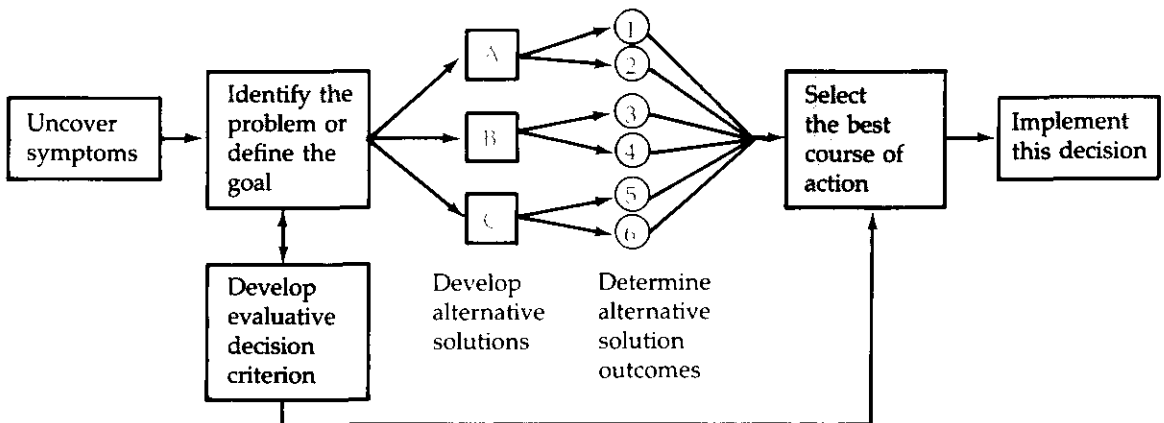 Uncover
symptoms
Identify the
problem or
define the
goal
Develop
evaluative
decision
criterion
A
B
C
Develop
alternative
solutions
1
2
3
4
5
6
Determine
alternative
solution
outcomes
Select
the best
course of
action
Implement
this decision